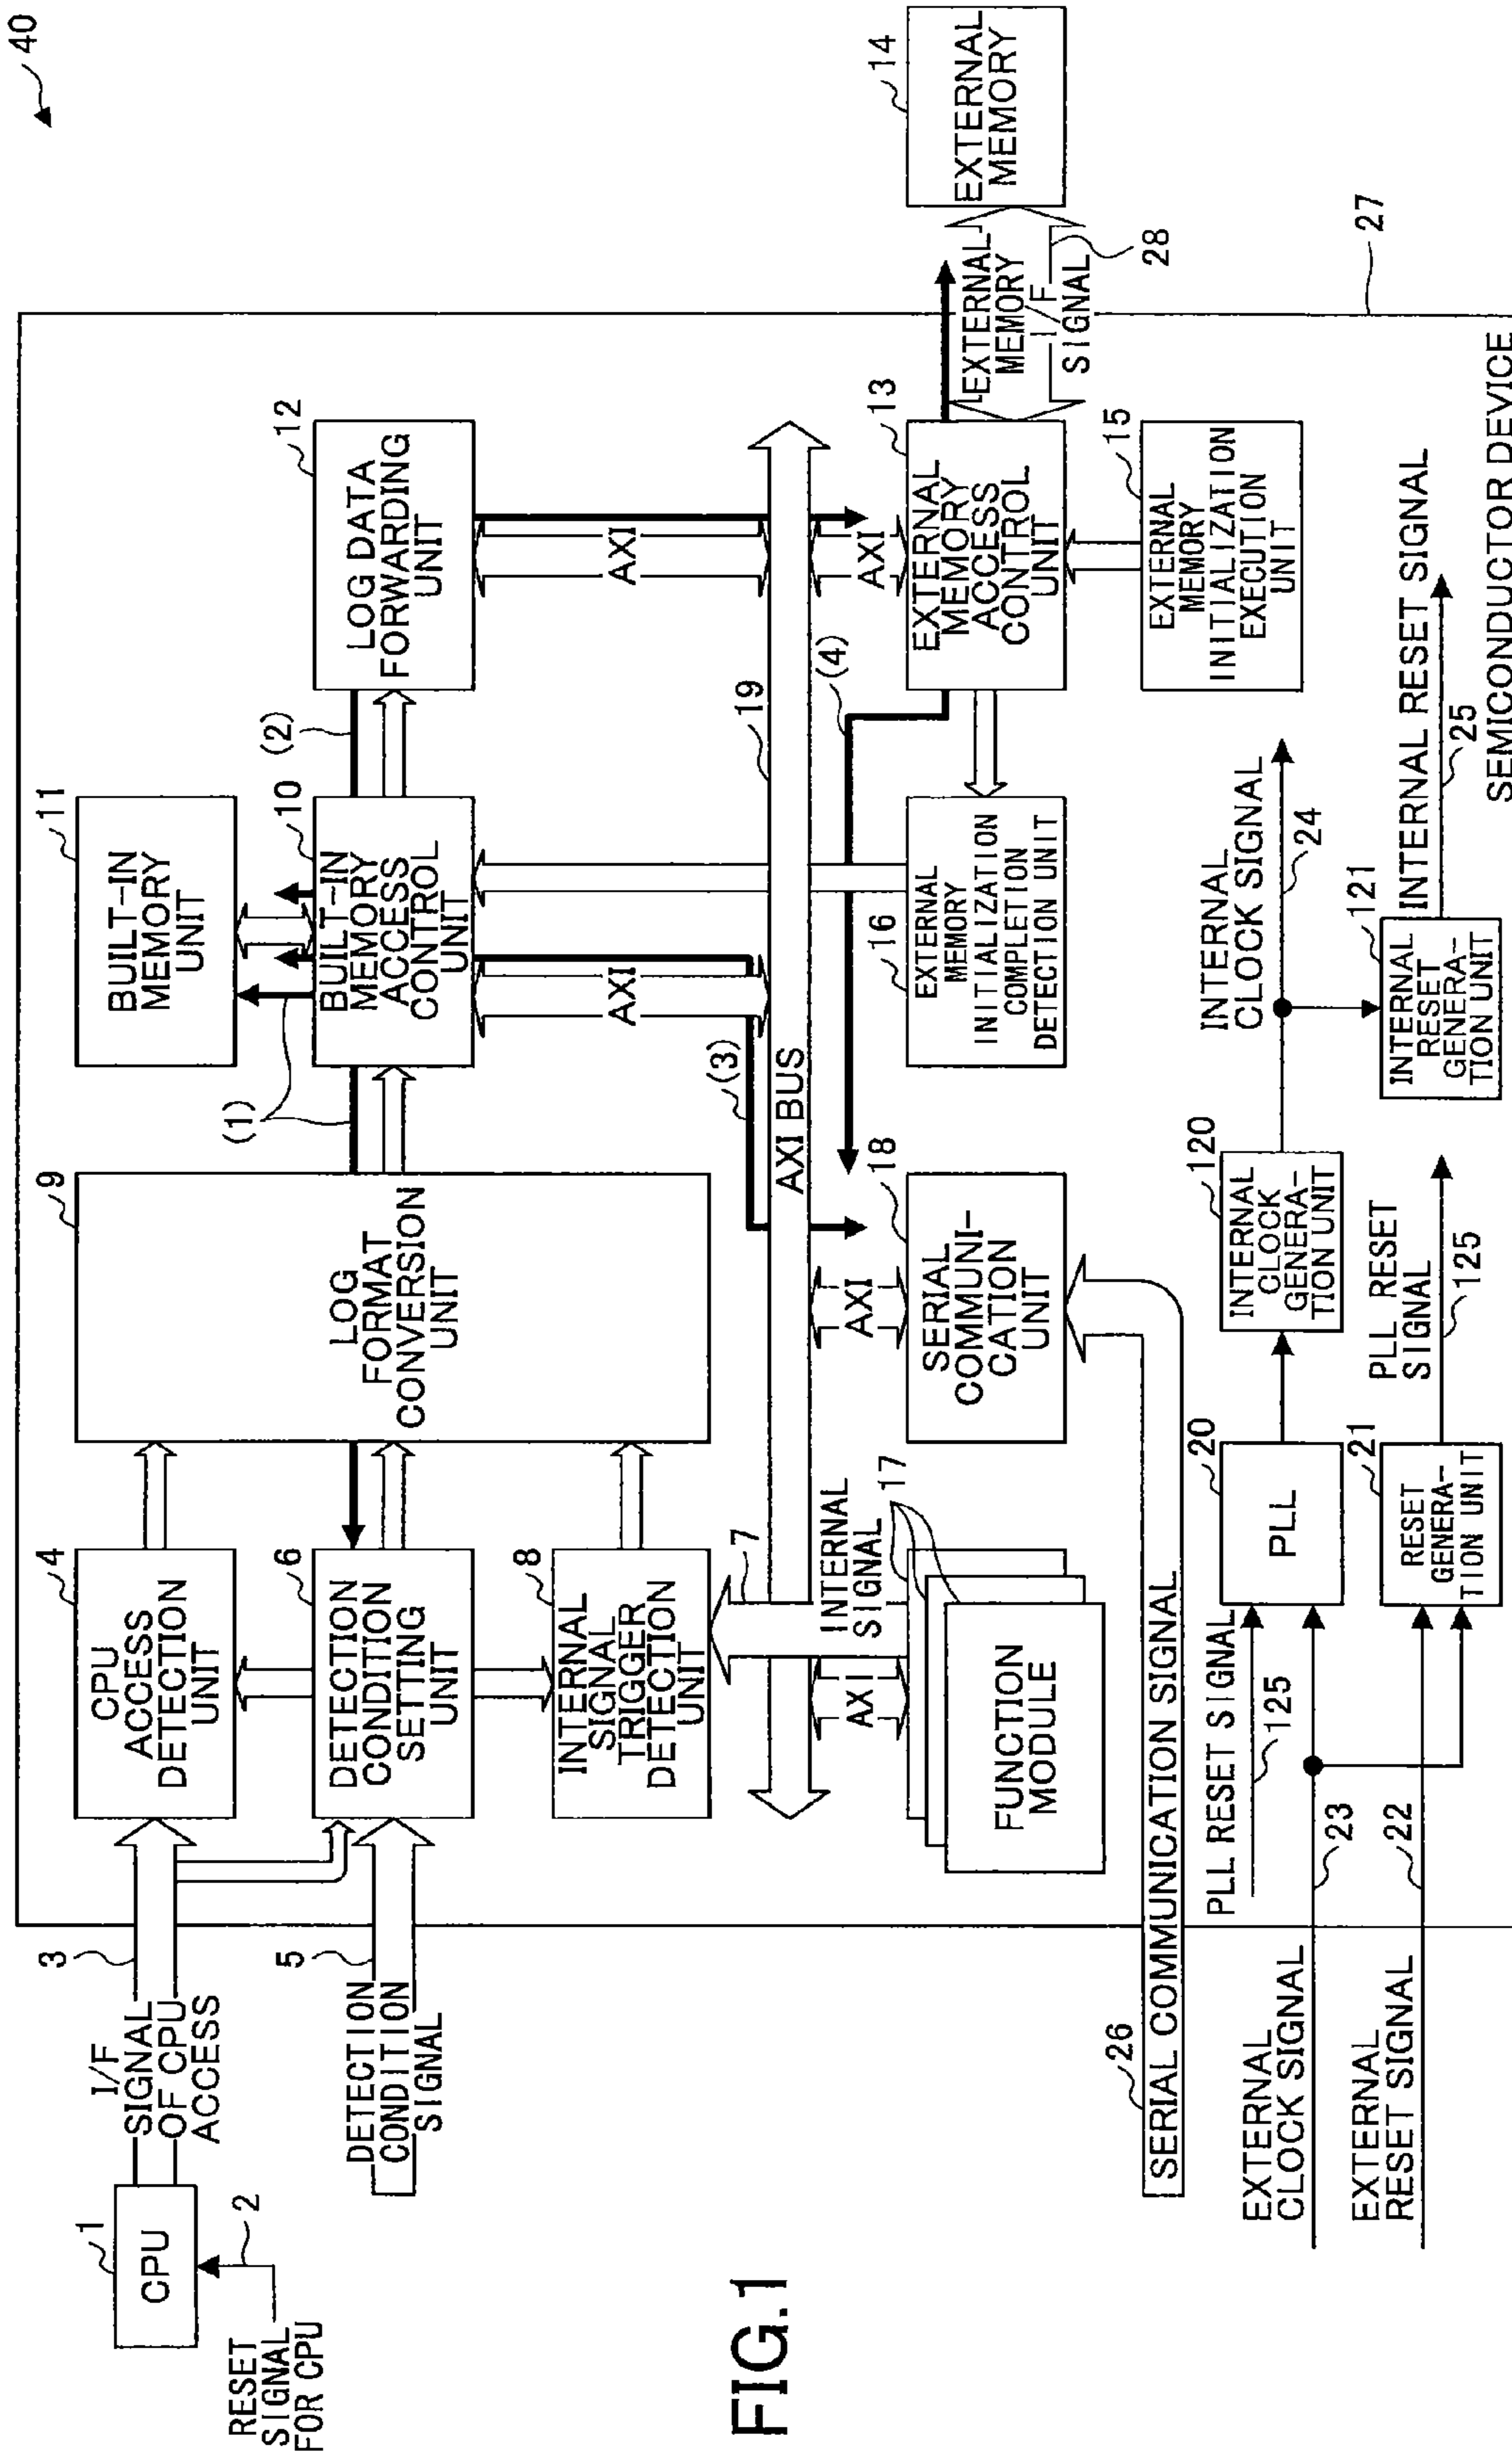 FIG.1
40
1
CPU
2
RESET
SIGNAL
FOR CPU
3
I/F
SIGNAL
OF CPU
ACCESS
5
DETECTION
CONDITION
SIGNAL
4
CPU
ACCESS
DETECTION
UNIT
6
DETECTION
CONDITION
SETTING
UNIT
8
INTERNAL
SIGNAL
TRIGGER
DETECTION
UNIT
9
LOG
FORMAT
CONVERSION
UNIT
(1)
11
BUILT-IN
MEMORY
UNIT
10
BUILT-IN
MEMORY
ACCESS
CONTROL
UNIT
(2)
12
LOG DATA
FORWARDING
UNIT
AXI
AXI
(3)
19
AXI BUS
7
INTERNAL
SIGNAL
AXI
17
FUNCTION
MODULE
AXI
18
SERIAL
COMMUNI-
CATION
UNIT
16
EXTERNAL
MEMORY
INITIALIZATION
COMPLETION
DETECTION UNIT
(4)
AXI
13
EXTERNAL
MEMORY
ACCESS
CONTROL
UNIT
EXTERNAL
MEMORY
I/F
SIGNAL
28
14
EXTERNAL
MEMORY
15
EXTERNAL
MEMORY
INITIALIZATION
EXECUTION
UNIT
26
SERIAL COMMUNICATION SIGNAL
PLL RESET SIGNAL
125
EXTERNAL
CLOCK SIGNAL
23
EXTERNAL
RESET SIGNAL
22
20
PLL
21
RESET
GENERA-
TION UNIT
PLL RESET
SIGNAL
125
120
INTERNAL
CLOCK
GENERA-
TION UNIT
INTERNAL
CLOCK SIGNAL
24
121
INTERNAL
RESET
GENERA-
TION UNIT
INTERNAL RESET SIGNAL
25
27
SEMICONDUCTOR DEVICE